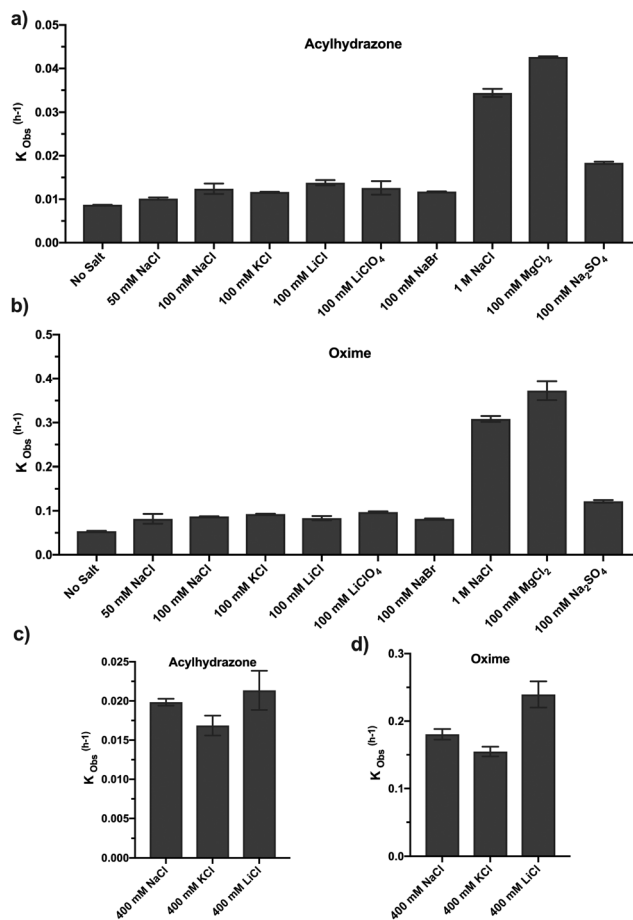 a)
Acylhydrazone
K Obs (h-1)
0.05
0.04
0.03
0.02
0.01
0.00
No Salt
50 mM NaCl
100 mM NaCl
100 mM KCl
100 mM LiCl
100 mM LiClO4
100 mM NaBr
1 M NaCl
100 mM MgCl2
100 mM Na2SO4
b)
Oxime
K Obs (h-1)
0.5
0.4
0.3
0.2
0.1
0.0
No Salt
50 mM NaCl
100 mM NaCl
100 mM KCl
100 mM LiCl
100 mM LiClO4
100 mM NaBr
1 M NaCl
100 mM MgCl2
100 mM Na2SO4
c)
Acylhydrazone
K Obs (h-1)
0.025
0.020
0.015
0.010
0.005
0.000
400 mM NaCl
400 mM KCl
400 mM LiCl
d)
Oxime
K Obs (h-1)
0.3
0.2
0.1
0.0
400 mM NaCl
400 mM KCl
400 mM LiCl